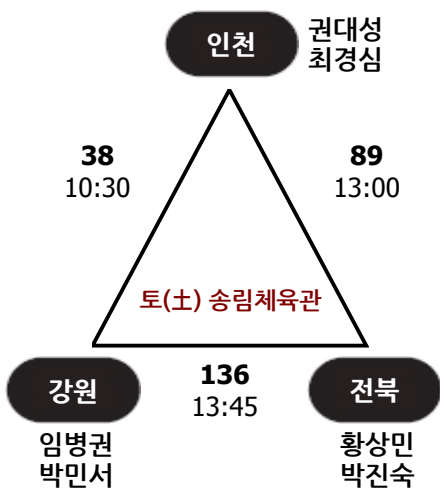 인천
권대성
최경심
38
10:30
89
13:00
토(土) 송림체육관
강원
136
13:45
전북
임병권
박민서
황상민
박진숙